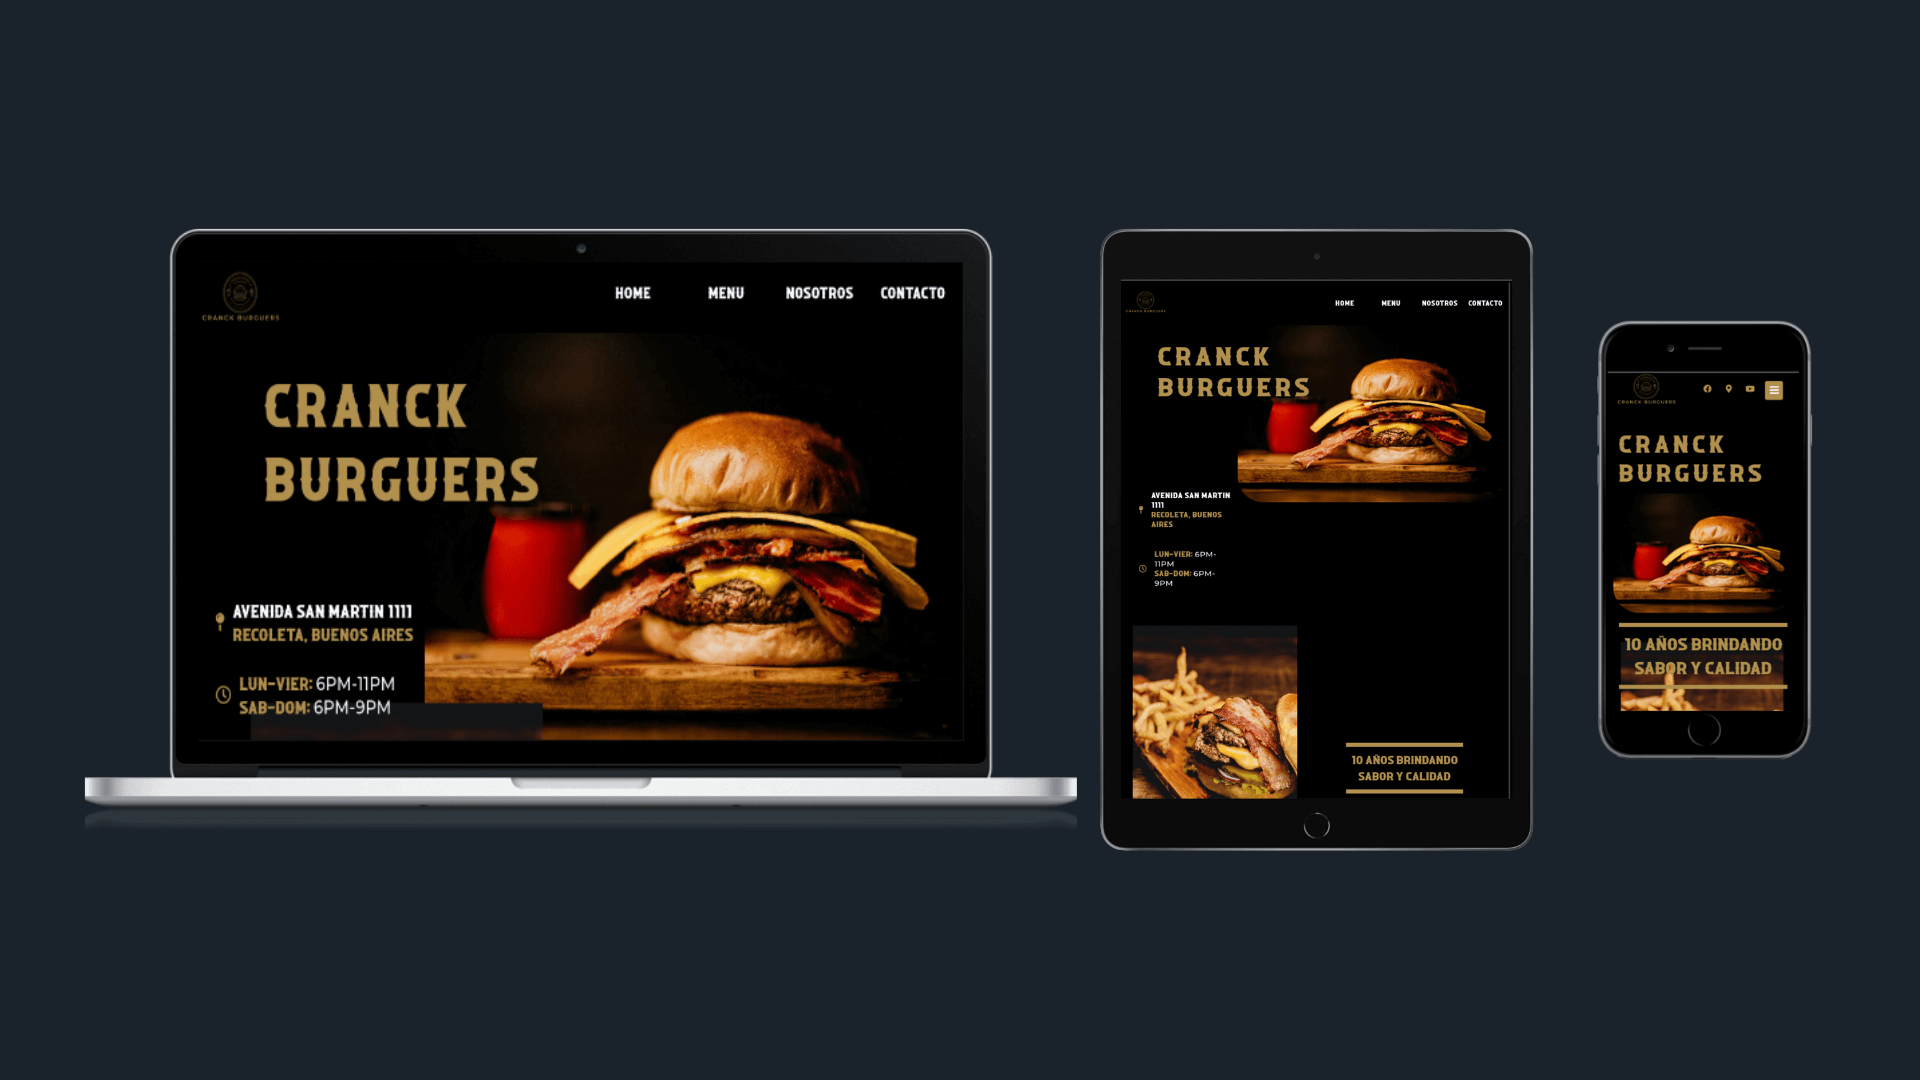 CRANCK BURGUERS
HOME MENU NOSOTROS CONTACTO
CRANCK
BURGUERS
AVENIDA SAN MARTIN 1111
RECOLETA, BUENOS AIRES
LUN-VIER: 6PM-11PM
SAB-DOM: 6PM-9PM
CRANCK BURGUERS
HOME MENU NOSOTROS CONTACTO
CRANCK
BURGUERS
AVENIDA SAN MARTIN
1111
RECOLETA, BUENOS
AIRES
LUN-VIER: 6PM-
11PM
SAB-DOM: 6PM-
9PM
10 AÑOS BRINDANDO
SABOR Y CALIDAD
CRANCK BURGUERS
CRANCK
BURGUERS
10 AÑOS BRINDANDO
SABOR Y CALIDAD